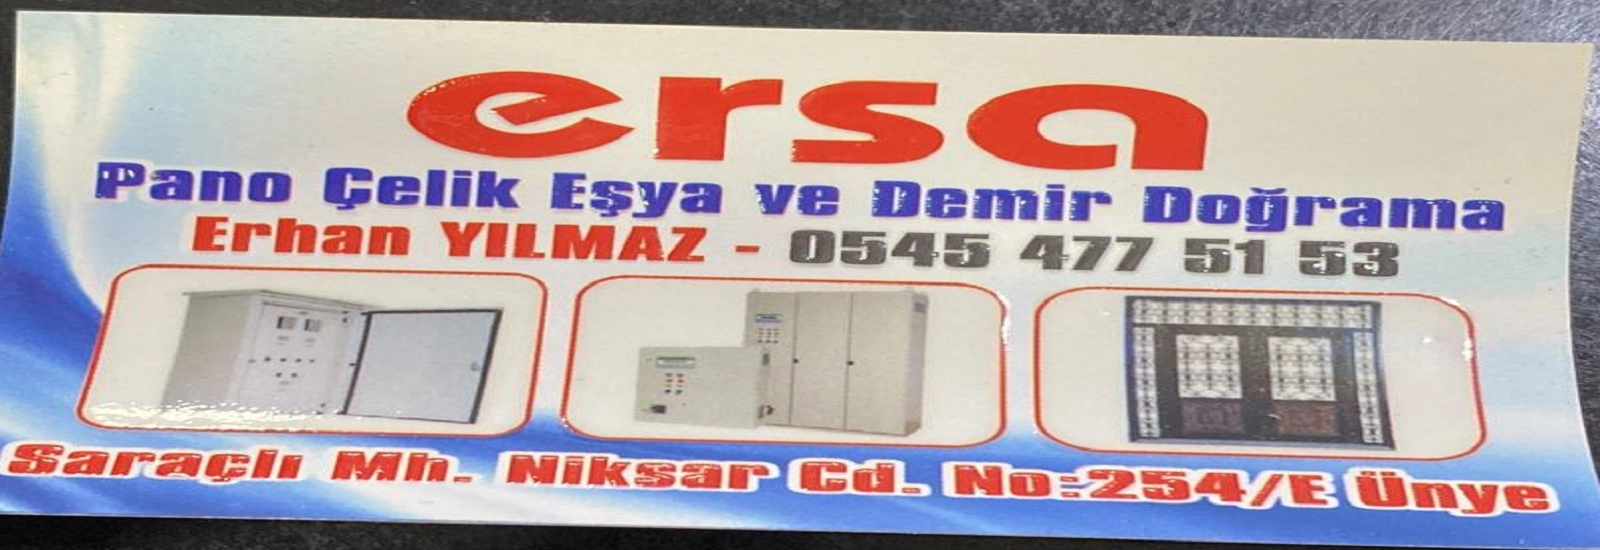 ersa
Pano Çelik Eşya ve Demir Doğrama
Erhan YILMAZ - 0545 477 51 53
Saraçlı Mh. Niksar Cd. No:254/E Ünye